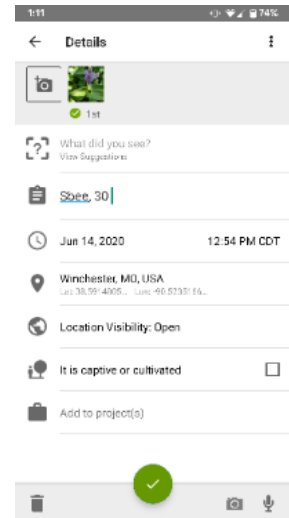 1:11
74%
Details
1st
What did you see?
View Suggestions
Sbee, 30
Jun 14, 2020 12:54 PM CDT
Winchester, MO, USA
Location Visibility: Open
It is captive or cultivated
Add to project(s)